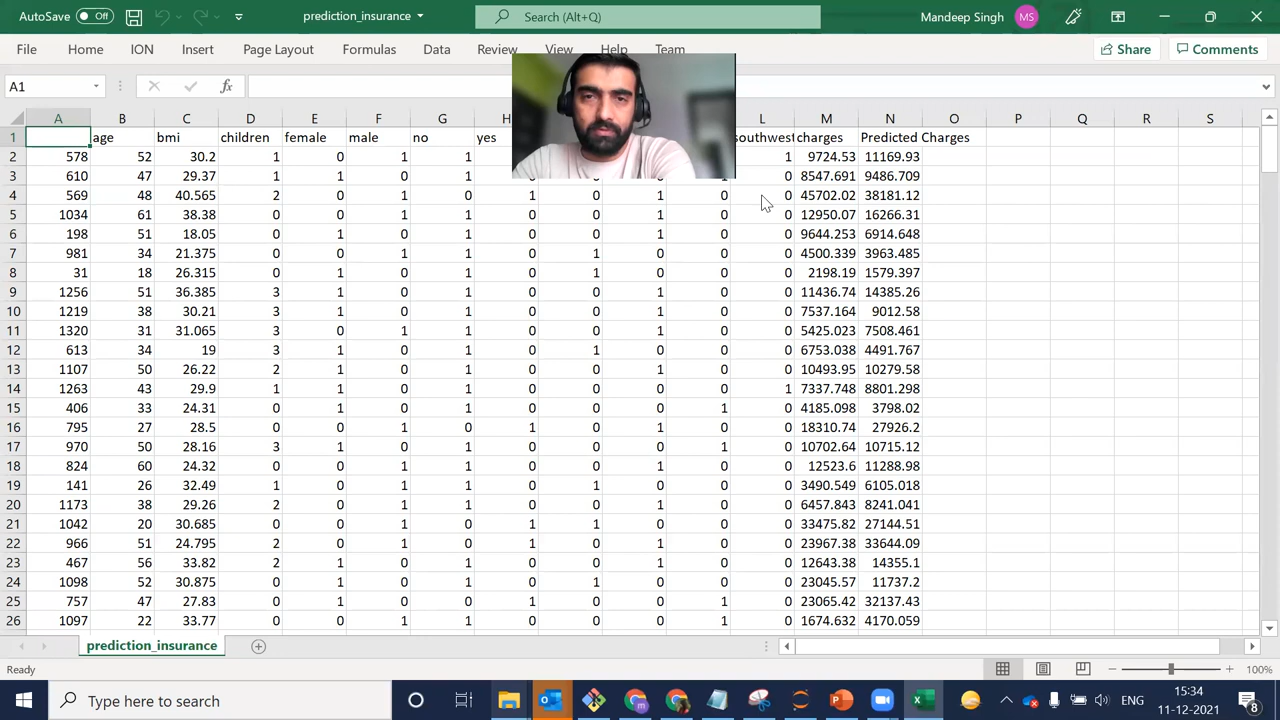 AutoSave Off prediction_insurance Search (Alt+Q) Mandeep Singh MS
File Home ION Insert Page Layout Formulas Data Review View Help Team Share Comments
A1 fx
A B C D E F G H L M N O P Q R S
1 age bmi children female male no yes southwest charges Predicted Charges
2 578 52 30.2 1 0 1 1 1 9724.53 11169.93
3 610 47 29.37 1 1 0 1 0 8547.691 9486.709
4 569 48 40.565 2 0 1 0 1 0 1 0 0 45702.02 38181.12
5 1034 61 38.38 0 0 1 1 0 0 1 0 0 12950.07 16266.31
6 198 51 18.05 0 1 0 1 0 0 1 0 0 9644.253 6914.648
7 981 34 21.375 0 0 1 1 0 1 0 0 0 4500.339 3963.485
8 31 18 26.315 0 1 0 1 0 1 0 0 0 2198.19 1579.397
9 1256 51 36.385 3 1 0 1 0 0 1 0 0 11436.74 14385.26
10 1219 38 30.21 3 1 0 1 0 0 1 0 0 7537.164 9012.58
11 1320 31 31.065 3 0 1 1 0 0 1 0 0 5425.023 7508.461
12 613 34 19 3 1 0 1 0 1 0 0 0 6753.038 4491.767
13 1107 50 26.22 2 1 0 1 0 0 1 0 0 10493.95 10279.58
14 1263 43 29.9 1 1 0 1 0 0 0 0 1 7337.748 8801.298
15 406 33 24.31 0 1 0 1 0 0 0 1 0 4185.098 3798.02
16 795 27 28.5 0 0 1 0 1 0 1 0 0 18310.74 27926.2
17 970 50 28.16 3 1 0 1 0 0 0 1 0 10702.64 10715.12
18 824 60 24.32 0 0 1 1 0 0 1 0 0 12523.6 11288.98
19 141 26 32.49 1 0 1 1 0 1 0 0 0 3490.549 6105.018
20 1173 38 29.26 2 0 1 1 0 0 1 0 0 6457.843 8241.041
21 1042 20 30.685 0 0 1 0 1 1 0 0 0 33475.82 27144.51
22 966 51 24.795 2 0 1 0 1 0 1 0 0 23967.38 33644.09
23 467 56 33.82 2 1 0 1 0 0 1 0 0 12643.38 14355.1
24 1098 52 30.875 0 1 0 1 0 1 0 0 0 23045.57 11737.2
25 757 47 27.83 0 1 0 0 1 0 0 1 0 23065.42 32137.43
26 1097 22 33.77 0 0 1 1 0 0 0 1 0 1674.632 4170.059
prediction_insurance
Ready 100%
Type here to search ENG 15:34
11-12-2021 8